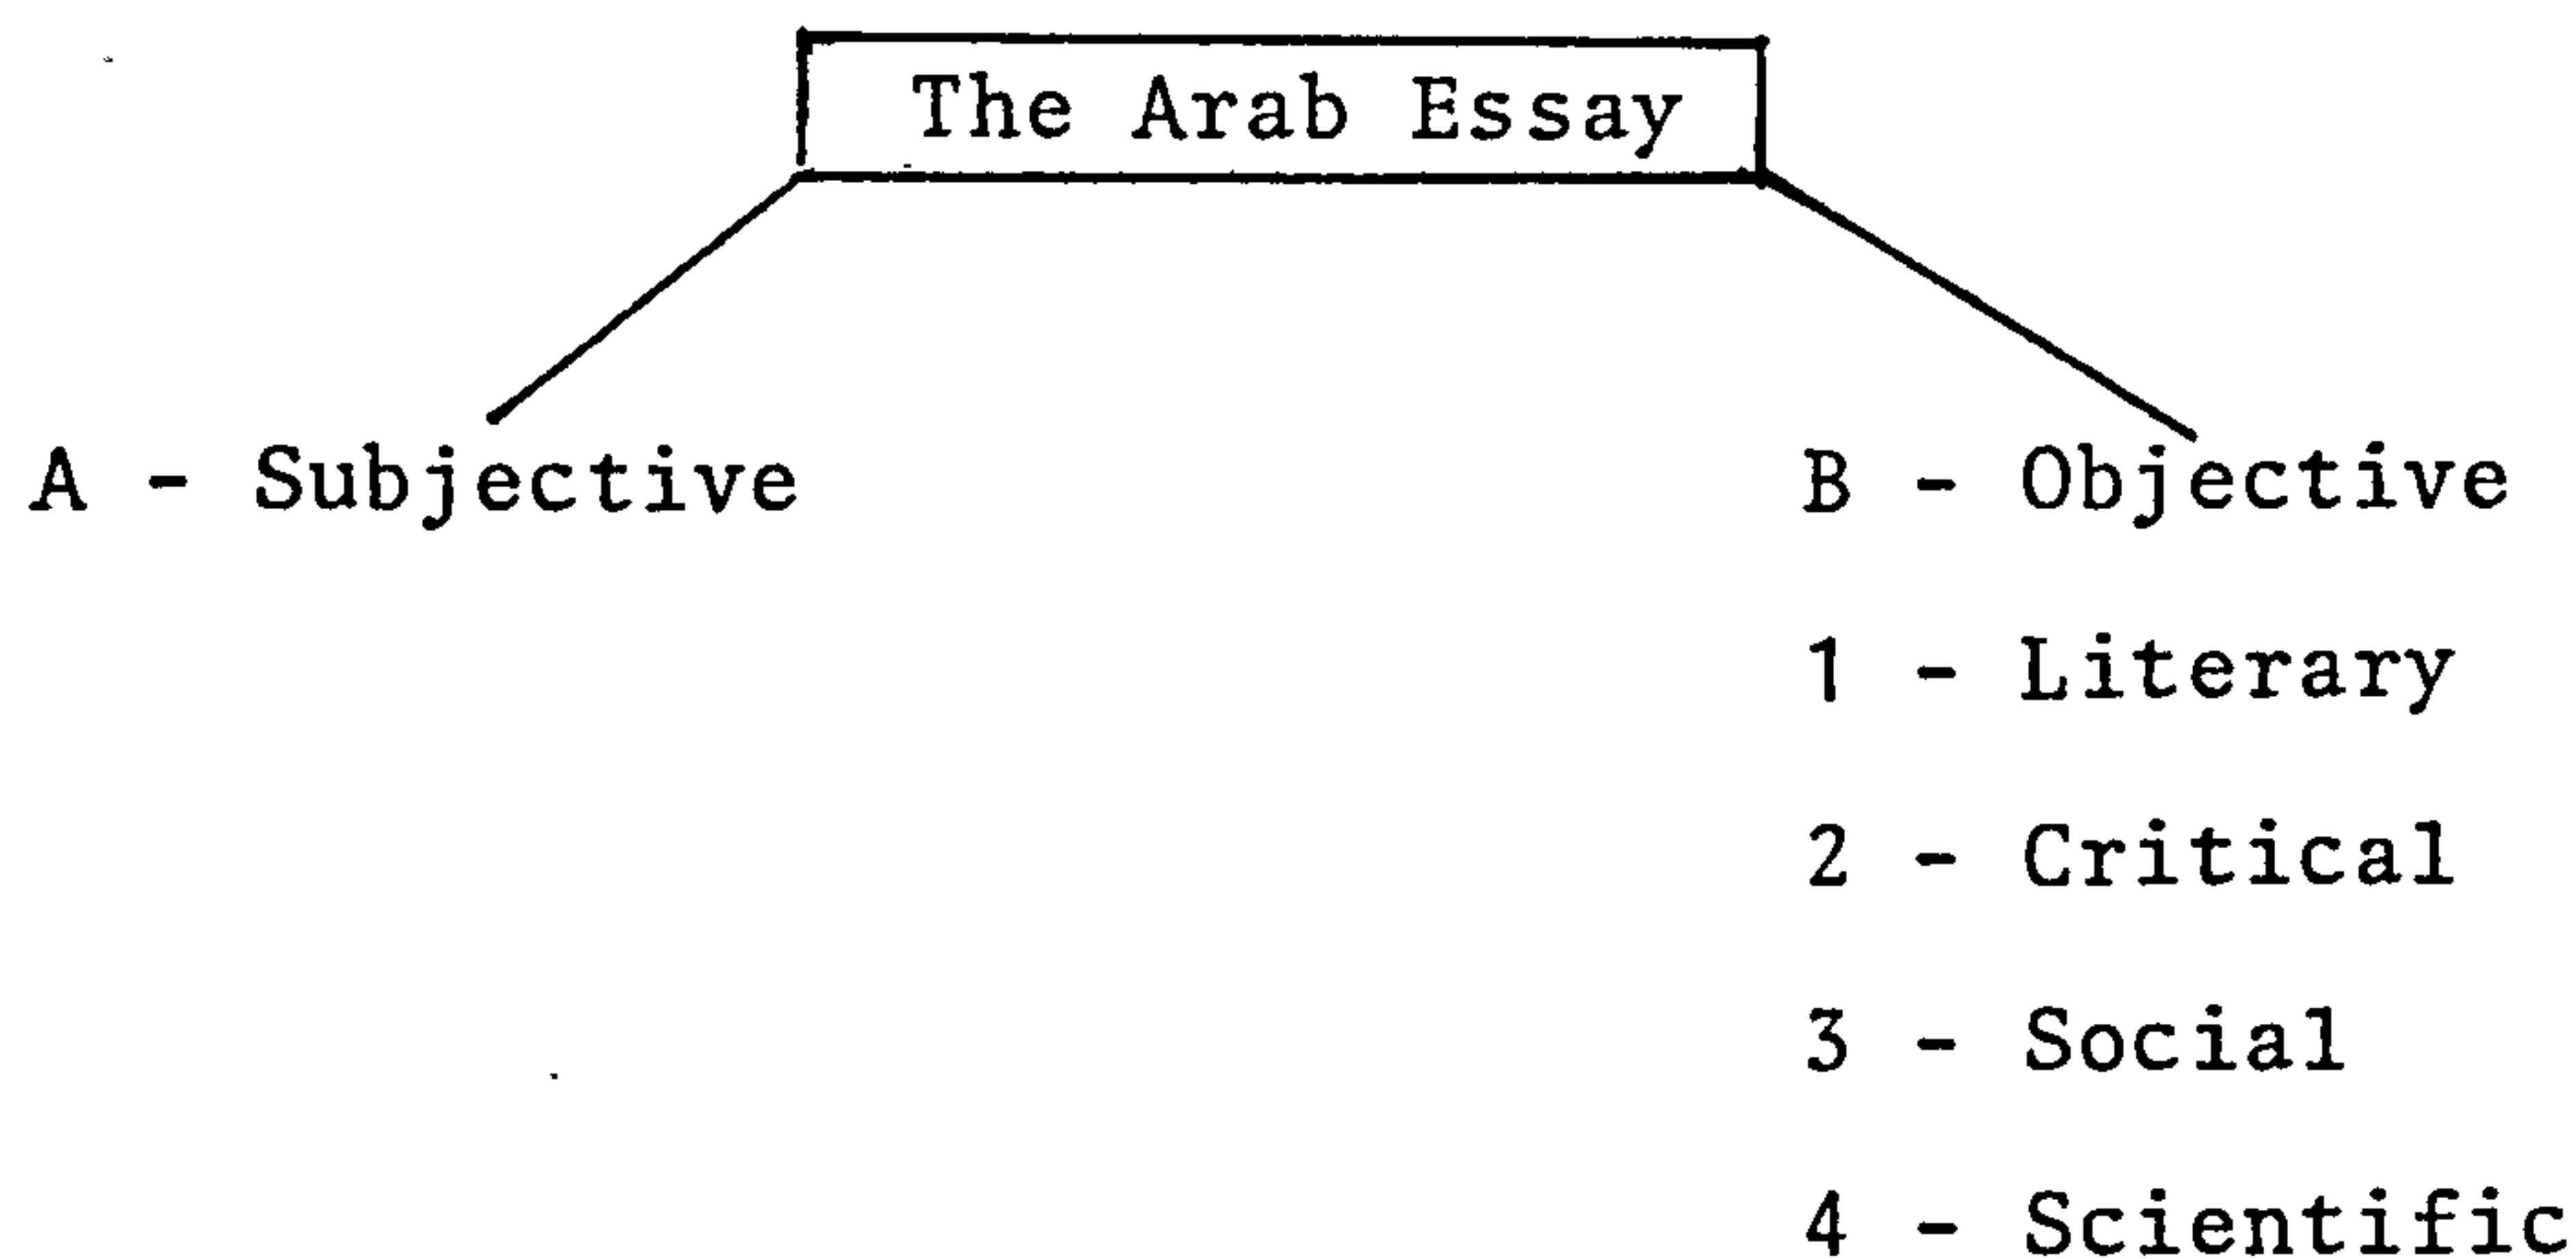 The Arab Essay
A - Subjective
B - Objective
1 - Literary
2 - Critical
3 - Social
4 - Scientific